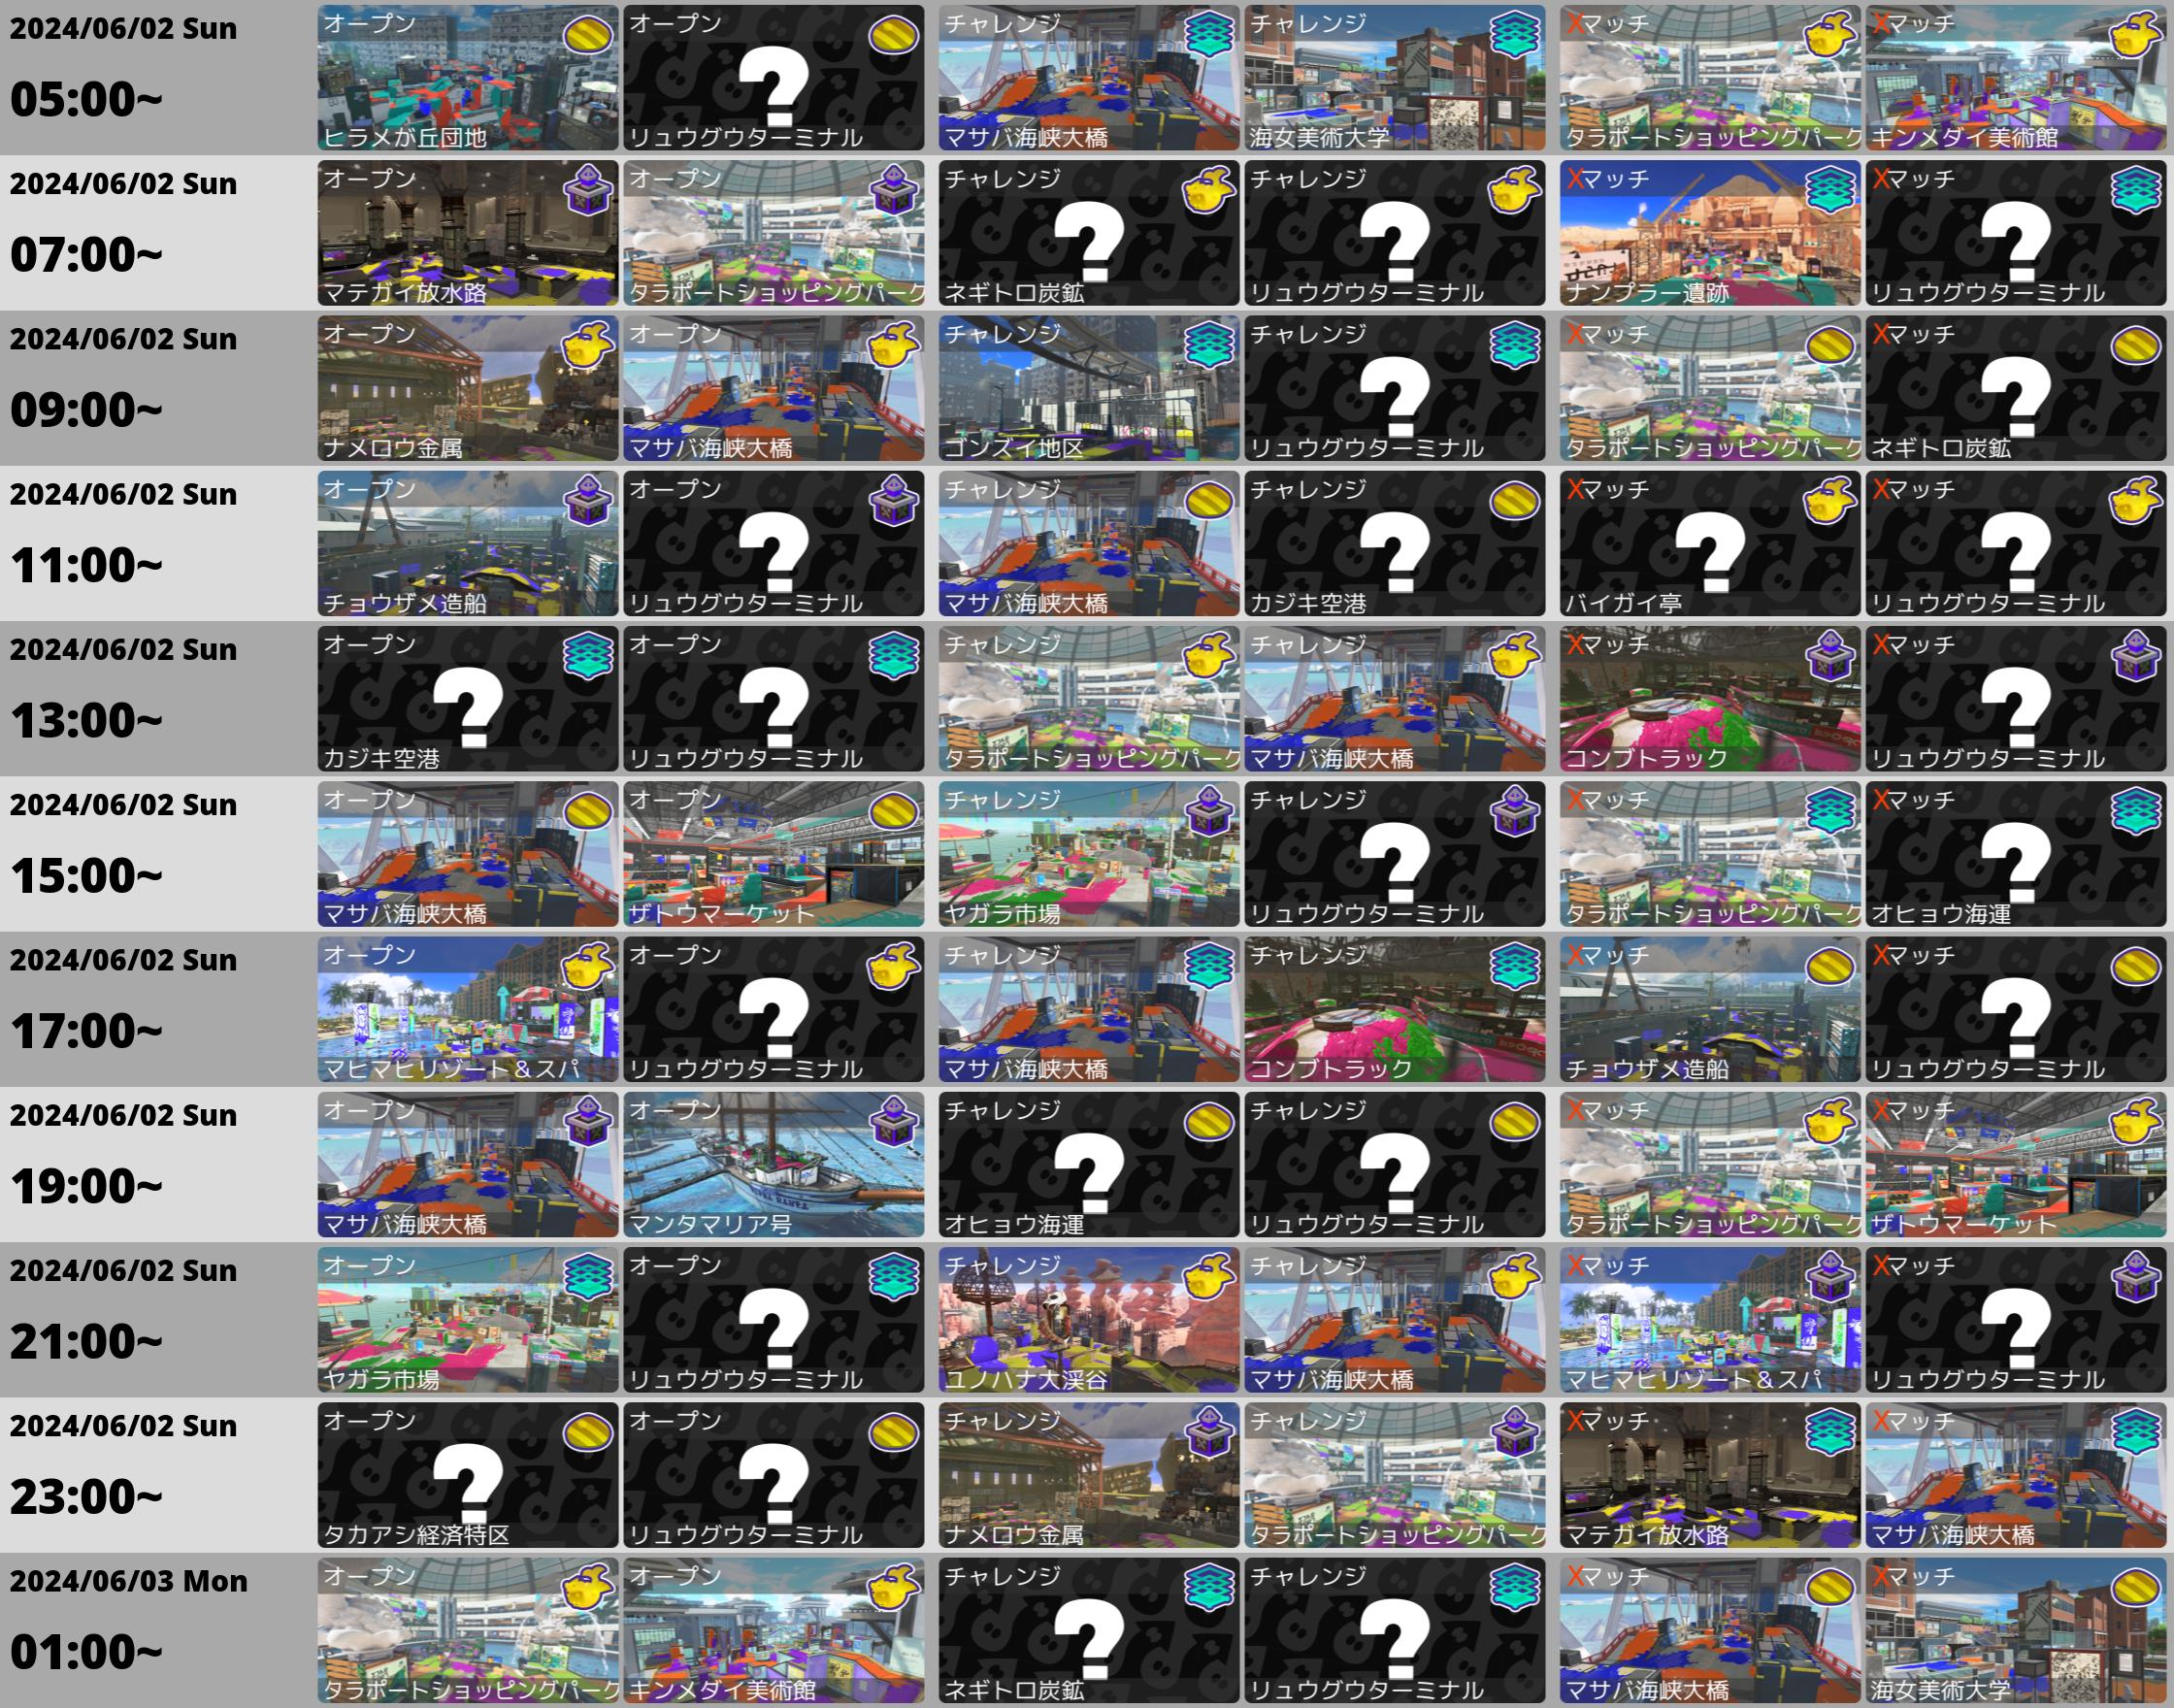 2024/06/02 Sun
05:00~
オープン
ヒラメが丘団地
オープン
リュウグウターミナル
チャレンジ
マサバ海峡大橋
チャレンジ
海女美術大学
Xマッチ
タラポートショッピングパーク
Xマッチ
キンメダイ美術館
2024/06/02 Sun
07:00~
オープン
マテガイ放水路
オープン
タラポートショッピングパーク
チャレンジ
ネギトロ炭鉱
チャレンジ
リュウグウターミナル
Xマッチ
ナンプラー遺跡
Xマッチ
リュウグウターミナル
2024/06/02 Sun
09:00~
オープン
ナメロウ金属
オープン
マサバ海峡大橋
チャレンジ
ゴンズイ地区
チャレンジ
リュウグウターミナル
Xマッチ
タラポートショッピングパーク
Xマッチ
ネギトロ炭鉱
2024/06/02 Sun
11:00~
オープン
チョウザメ造船
オープン
リュウグウターミナル
チャレンジ
マサバ海峡大橋
チャレンジ
カジキ空港
Xマッチ
バイガイ亭
Xマッチ
リュウグウターミナル
2024/06/02 Sun
13:00~
オープン
カジキ空港
オープン
リュウグウターミナル
チャレンジ
タラポートショッピングパーク
チャレンジ
マサバ海峡大橋
Xマッチ
コンブトラック
Xマッチ
リュウグウターミナル
2024/06/02 Sun
15:00~
オープン
マサバ海峡大橋
オープン
ザトウマーケット
チャレンジ
ヤガラ市場
チャレンジ
リュウグウターミナル
Xマッチ
タラポートショッピングパーク
Xマッチ
オヒョウ海運
2024/06/02 Sun
17:00~
オープン
マヒマヒリゾート＆スパ
オープン
リュウグウターミナル
チャレンジ
マサバ海峡大橋
チャレンジ
コンブトラック
Xマッチ
チョウザメ造船
Xマッチ
リュウグウターミナル
2024/06/02 Sun
19:00~
オープン
マサバ海峡大橋
オープン
マンタマリア号
チャレンジ
オヒョウ海運
チャレンジ
リュウグウターミナル
Xマッチ
タラポートショッピングパーク
Xマッチ
ザトウマーケット
2024/06/02 Sun
21:00~
オープン
ヤガラ市場
オープン
リュウグウターミナル
チャレンジ
ユノハナ大渓谷
チャレンジ
マサバ海峡大橋
Xマッチ
マヒマヒリゾート＆スパ
Xマッチ
リュウグウターミナル
2024/06/02 Sun
23:00~
オープン
タカアシ経済特区
オープン
リュウグウターミナル
チャレンジ
ナメロウ金属
チャレンジ
タラポートショッピングパーク
Xマッチ
マテガイ放水路
Xマッチ
マサバ海峡大橋
2024/06/03 Mon
01:00~
オープン
タラポートショッピングパーク
オープン
キンメダイ美術館
チャレンジ
ネギトロ炭鉱
チャレンジ
リュウグウターミナル
Xマッチ
マサバ海峡大橋
Xマッチ
海女美術大学